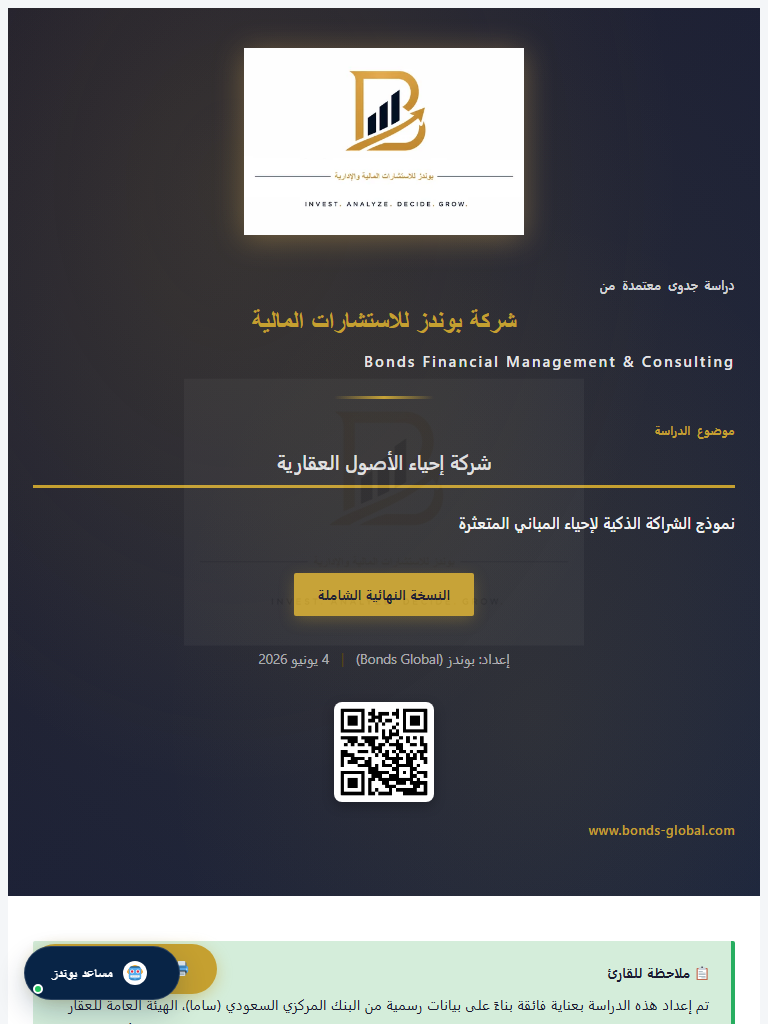 بوندز للاستشارات المالية والإدارية
INVEST. ANALYZE. DECIDE. GROW.
دراسة جدوى معتمدة من
شركة بوندز للاستشارات المالية
Bonds Financial Management & Consulting
موضوع الدراسة
شركة إحياء الأصول العقارية
نموذج الشراكة الذكية لإحياء المباني المتعثرة
النسخة النهائية الشاملة
إعداد: بوندز (Bonds Global) | 4 يونيو 2026
www.bonds-global.com
📋 ملاحظة للقارئ
تم إعداد هذه الدراسة بعناية فائقة بناءً على بيانات رسمية من البنك المركزي السعودي (ساما)، الهيئة العامة للعقار
مساعد بوندز